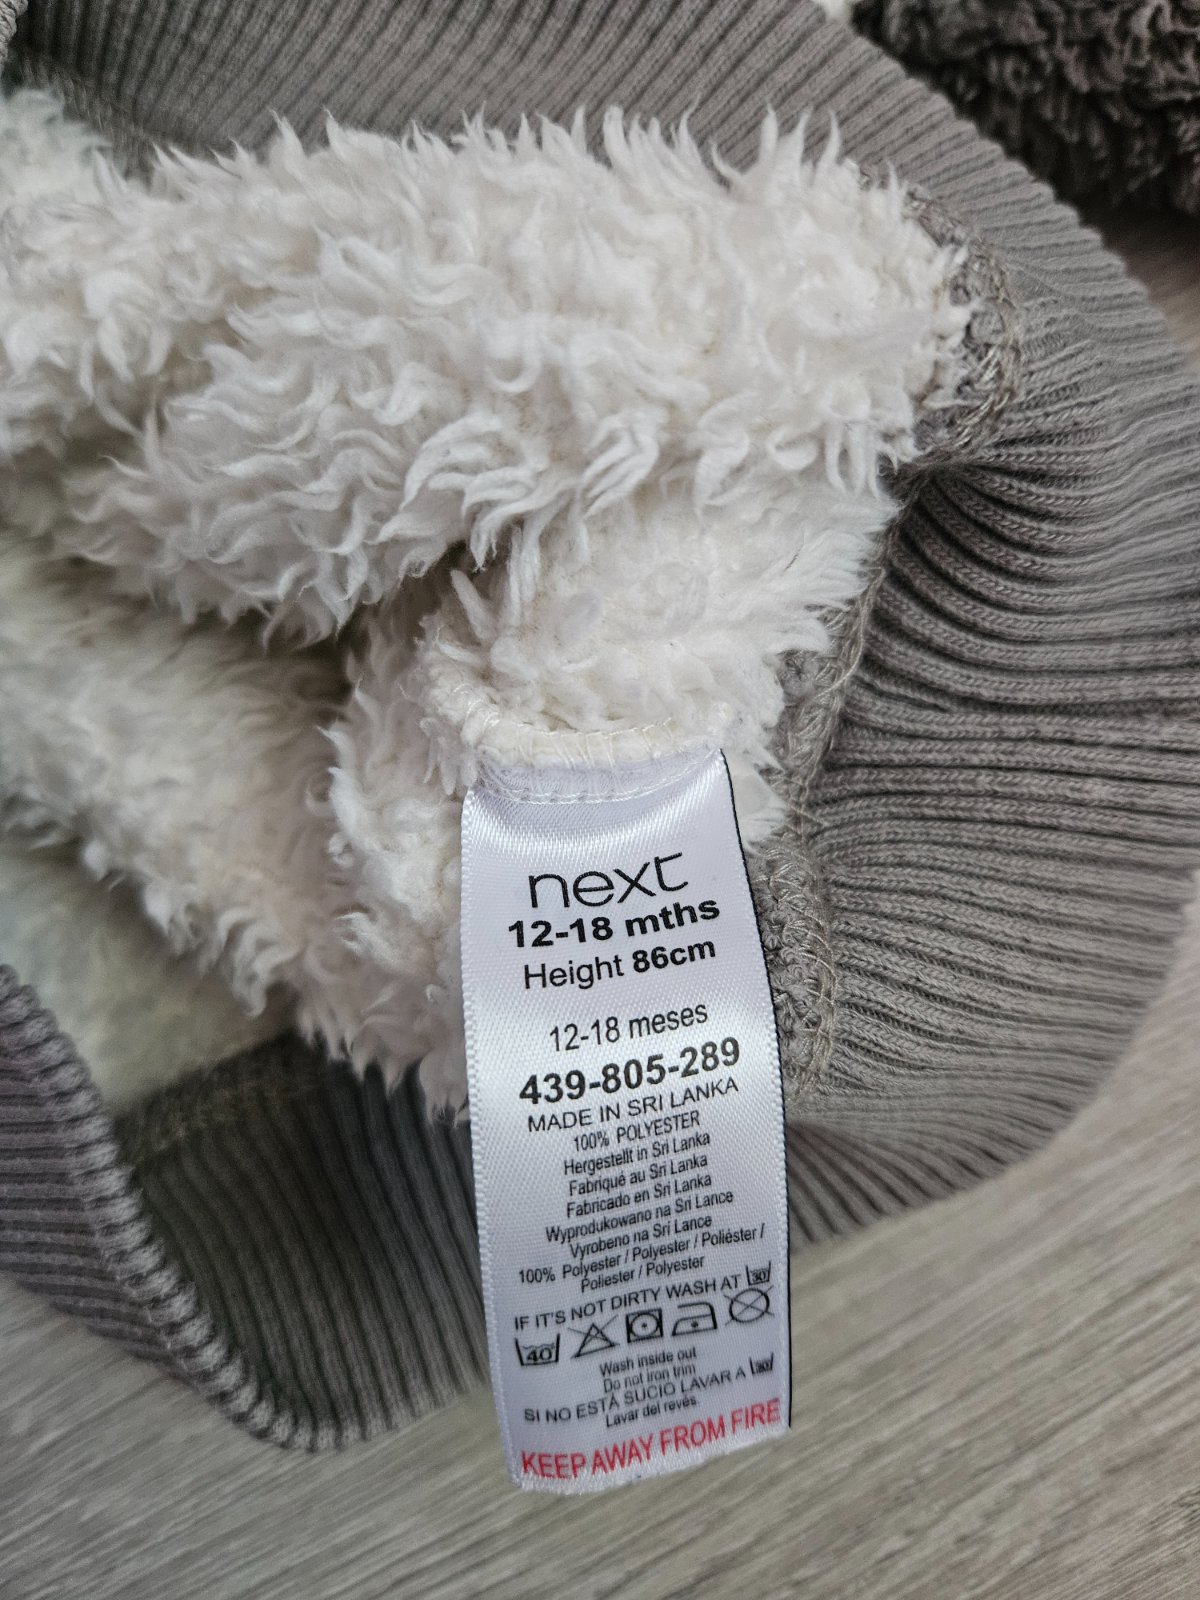 next
12-18 mths
Height 86cm
12-18 meses
439-805-289
MADE IN SRI LANKA
100% POLYESTER
Hergestellt in Sri Lanka
Fabriqué au Sri Lanka
Fabricado en Sri Lanka
Wyprodukowano na Sri Lance
Vyrobeno na Sri Lance
100% Polyester / Polyester / Poliéster /
Poliester / Polyester
IF IT'S NOT DIRTY WASH AT 30
40
Wash inside out
Do not iron trim
SI NO ESTÁ SUCIO LAVAR A 30
Lavar del revés
KEEP AWAY FROM FIRE